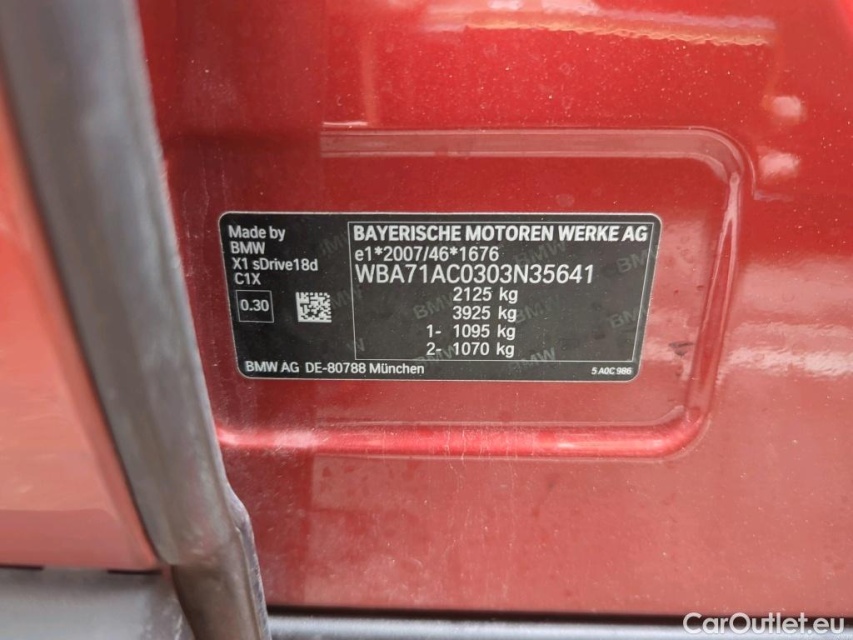 Made by
BMW
X1 sDrive18d
C1X
0.30
BAYERISCHE MOTOREN WERKE AG
e1*2007/46*1676
WBA71AC0303N35641
2125 kg
3925 kg
1- 1095 kg
2- 1070 kg
BMW AG DE-80788 München
5 A0C 986
CarOutlet.eu